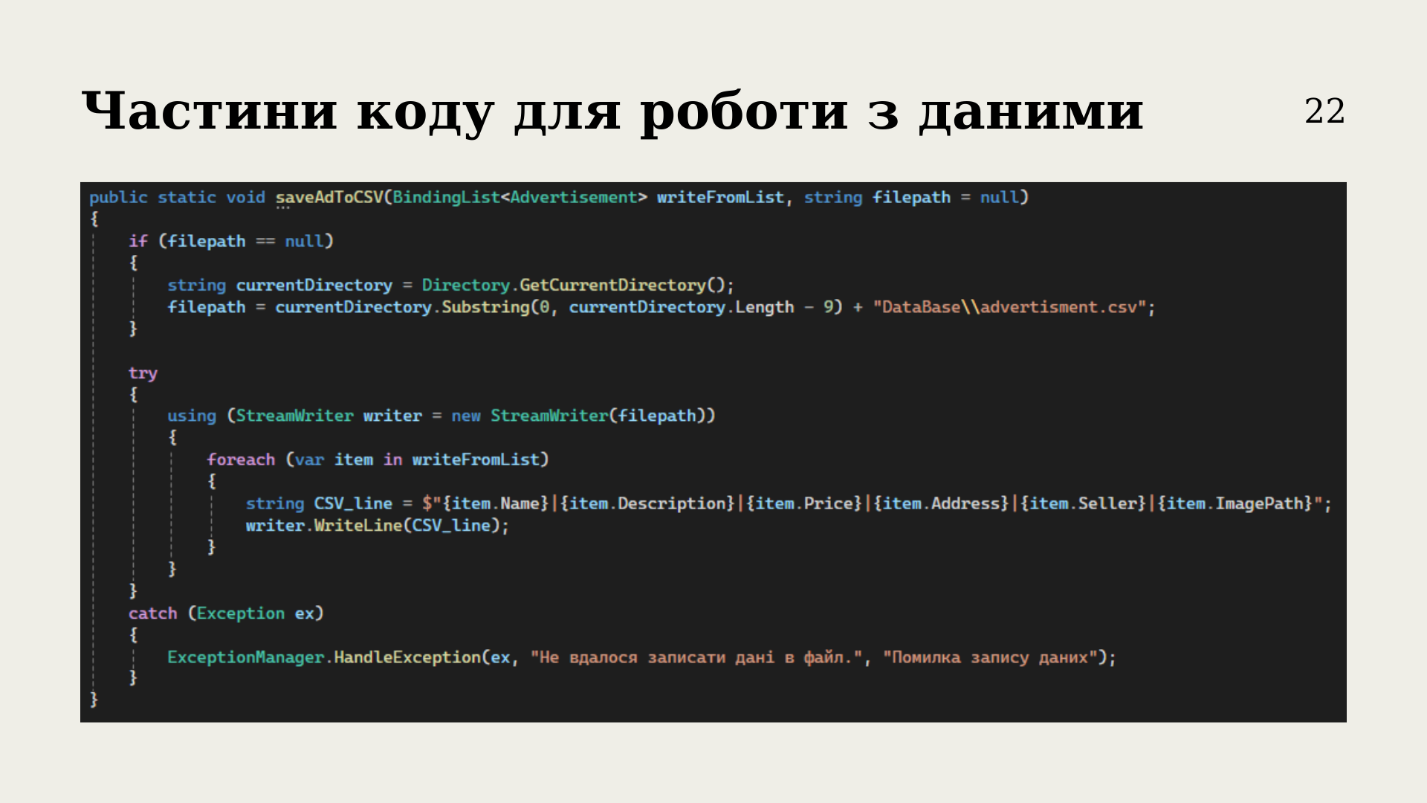 Частини коду для роботи з даними
22
public static void saveAdToCSV(BindingList<Advertisement> writeFromList, string filepath = null)
{
    if (filepath == null)
    {
        string currentDirectory = Directory.GetCurrentDirectory();
        filepath = currentDirectory.Substring(0, currentDirectory.Length - 9) + "DataBase\\advertisment.csv";
    }

    try
    {
        using (StreamWriter writer = new StreamWriter(filepath))
        {
            foreach (var item in writeFromList)
            {
                string CSV_line = $"{item.Name}|{item.Description}|{item.Price}|{item.Address}|{item.Seller}|{item.ImagePath}";
                writer.WriteLine(CSV_line);
            }
        }
    }
    catch (Exception ex)
    {
        ExceptionManager.HandleException(ex, "Не вдалося записати дані в файл.", "Помилка запису даних");
    }
}